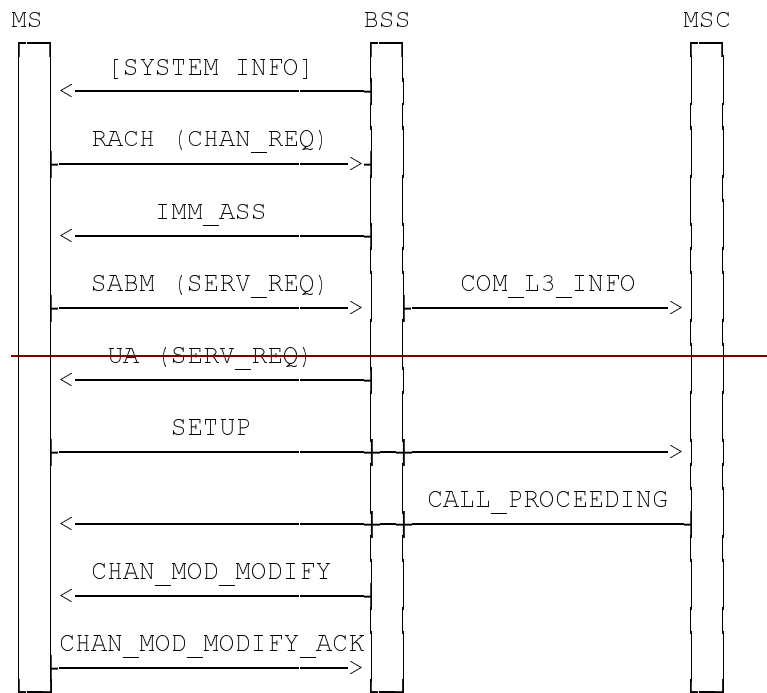 MS BSS MSC
[SYSTEM INFO]
RACH (CHAN_REQ)
IMM_ASS
SABM (SERV_REQ) COM_L3_INFO
UA (SERV_REQ)
SETUP
CALL_PROCEEDING
CHAN_MOD_MODIFY
CHAN_MOD_MODIFY_ACK